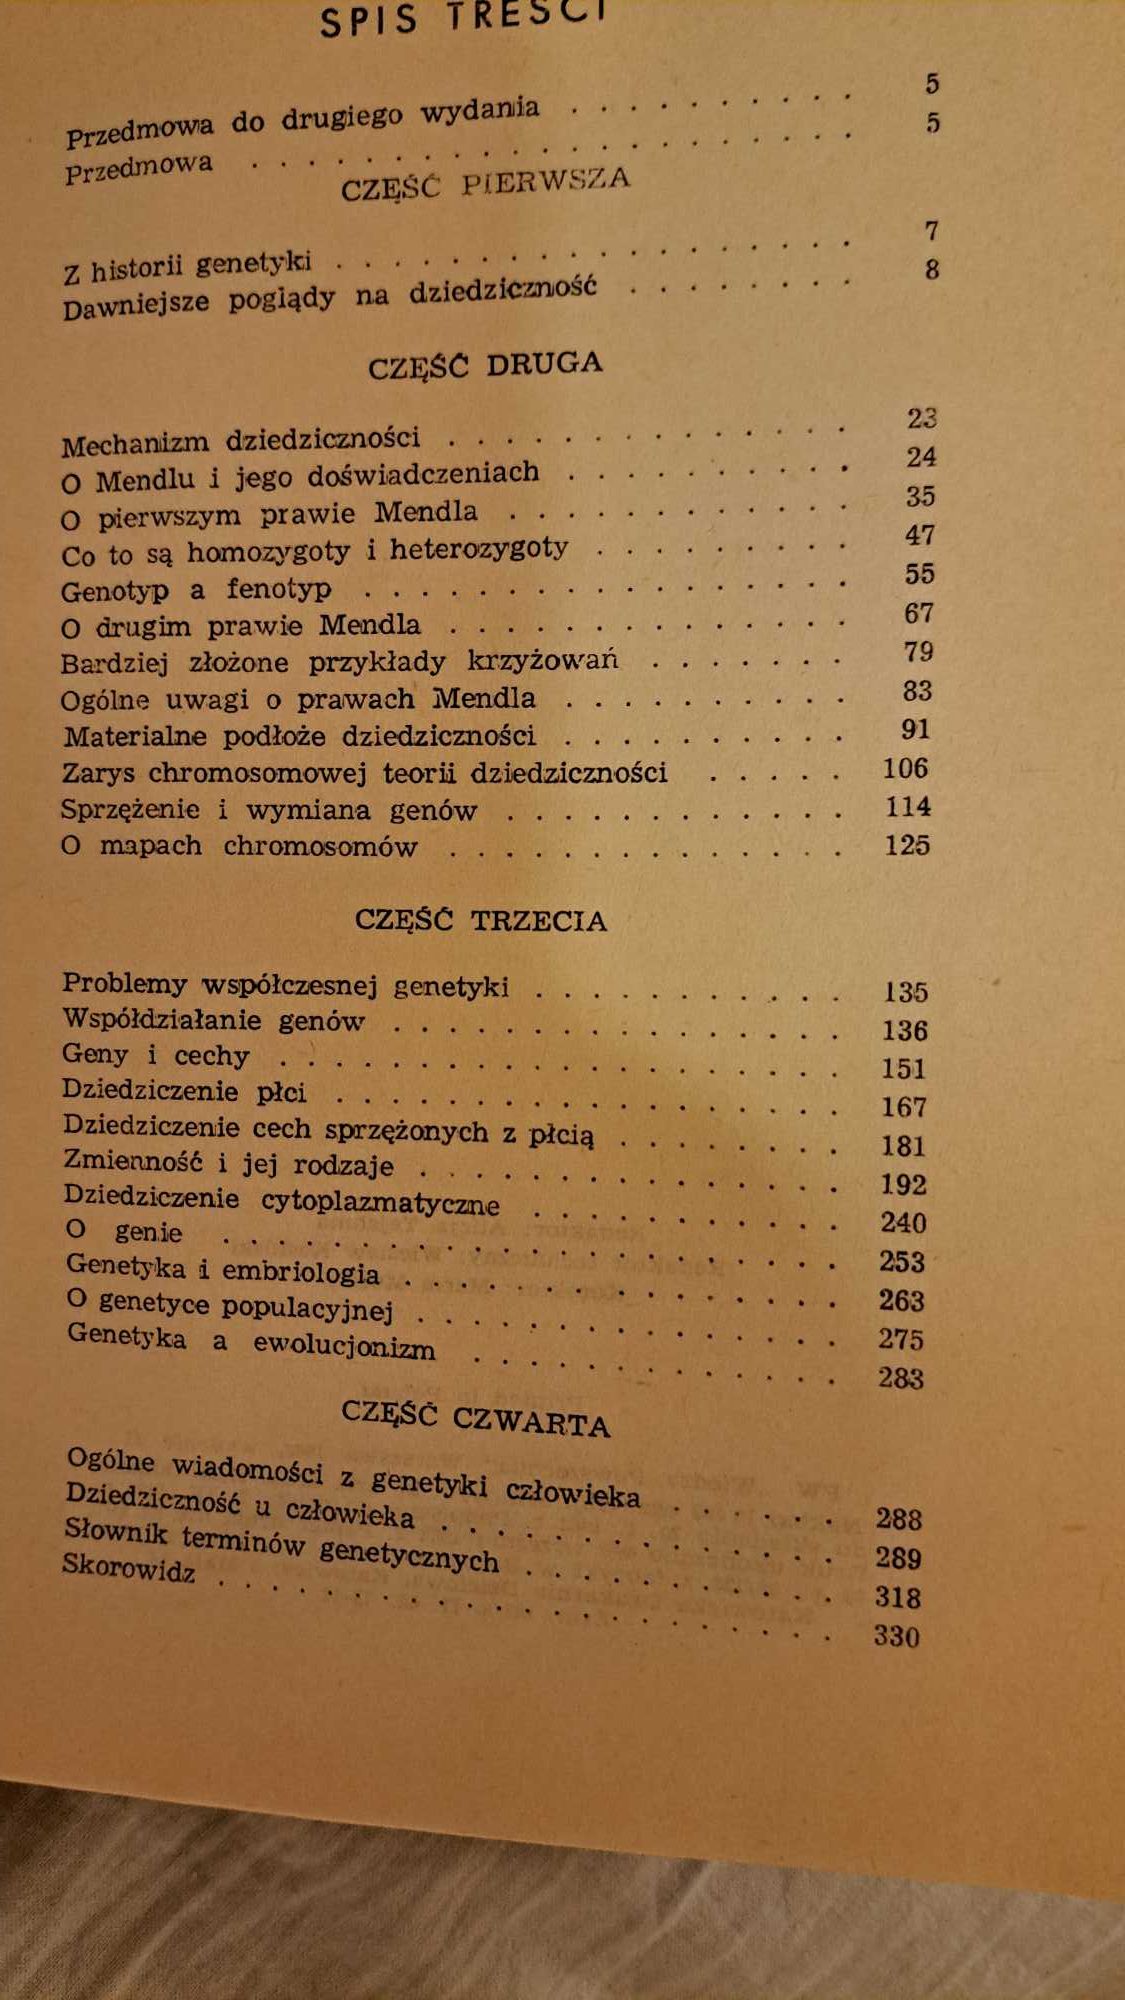 SPIS TREŚCI
Przedmowa do drugiego wydania . . . . . . . . . . 5
Przedmowa . . . . . . . . . . . . . . . . . . . . . 5
CZĘŚĆ PIERWSZA
Z historii genetyki . . . . . . . . . . . . . . . . . . 7
Dawniejsze poglądy na dziedziczność . . . . . . . . 8
CZĘŚĆ DRUGA
Mechanizm dziedziczności . . . . . . . . . . . . . . 23
O Mendlu i jego doświadczeniach . . . . . . . . . . 24
O pierwszym prawie Mendla . . . . . . . . . . . . 35
Co to są homozygoty i heterozygoty . . . . . . . . . 47
Genotyp a fenotyp . . . . . . . . . . . . . . . . . 55
O drugim prawie Mendla . . . . . . . . . . . . . . 67
Bardziej złożone przykłady krzyżowań . . . . . . . 79
Ogólne uwagi o prawach Mendla . . . . . . . . . . 83
Materialne podłoże dziedziczności . . . . . . . . . . 91
Zarys chromosomowej teorii dziedziczności . . . . . 106
Sprzężenie i wymiana genów . . . . . . . . . . . . 114
O mapach chromosomów . . . . . . . . . . . . . . 125
CZĘŚĆ TRZECIA
Problemy współczesnej genetyki . . . . . . . . . . . 135
Współdziałanie genów . . . . . . . . . . . . . . . . 136
Geny i cechy . . . . . . . . . . . . . . . . . . . . 151
Dziedziczenie płci . . . . . . . . . . . . . . . . . . 167
Dziedziczenie cech sprzężonych z płcią . . . . . . . . 181
Zmienność i jej rodzaje . . . . . . . . . . . . . . . 192
Dziedziczenie cytoplazmatyczne . . . . . . . . . . . 240
O genie . . . . . . . . . . . . . . . . . . . . . . 253
Genetyka i embriologia . . . . . . . . . . . . . . . . 263
O genetyce populacyjnej . . . . . . . . . . . . . . . 275
Genetyka a ewolucjonizm . . . . . . . . . . . . . 283
CZĘŚĆ CZWARTA
Ogólne wiadomości z genetyki człowieka . . . . . . 288
Dziedziczność u człowieka . . . . . . . . . . . . . . 289
Słownik terminów genetycznych . . . . . . . . . . . 318
Skorowidz . . . . . . . . . . . . . . . . . . . . . . 330